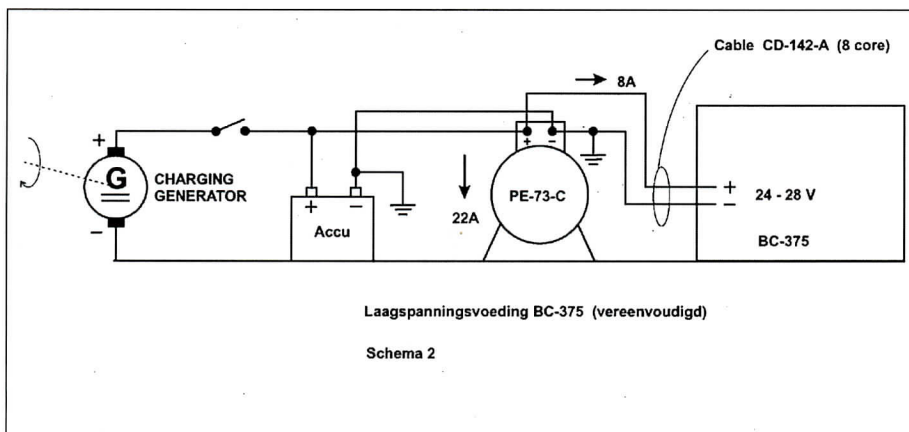 Cable CD-142-A (8 core)
8A
+
G
CHARGING
GENERATOR
−
+ −
Accu
22A
+ −
PE-73-C
+
−
24 - 28 V
BC-375
Laagspanningsvoeding BC-375 (vereenvoudigd)
Schema 2